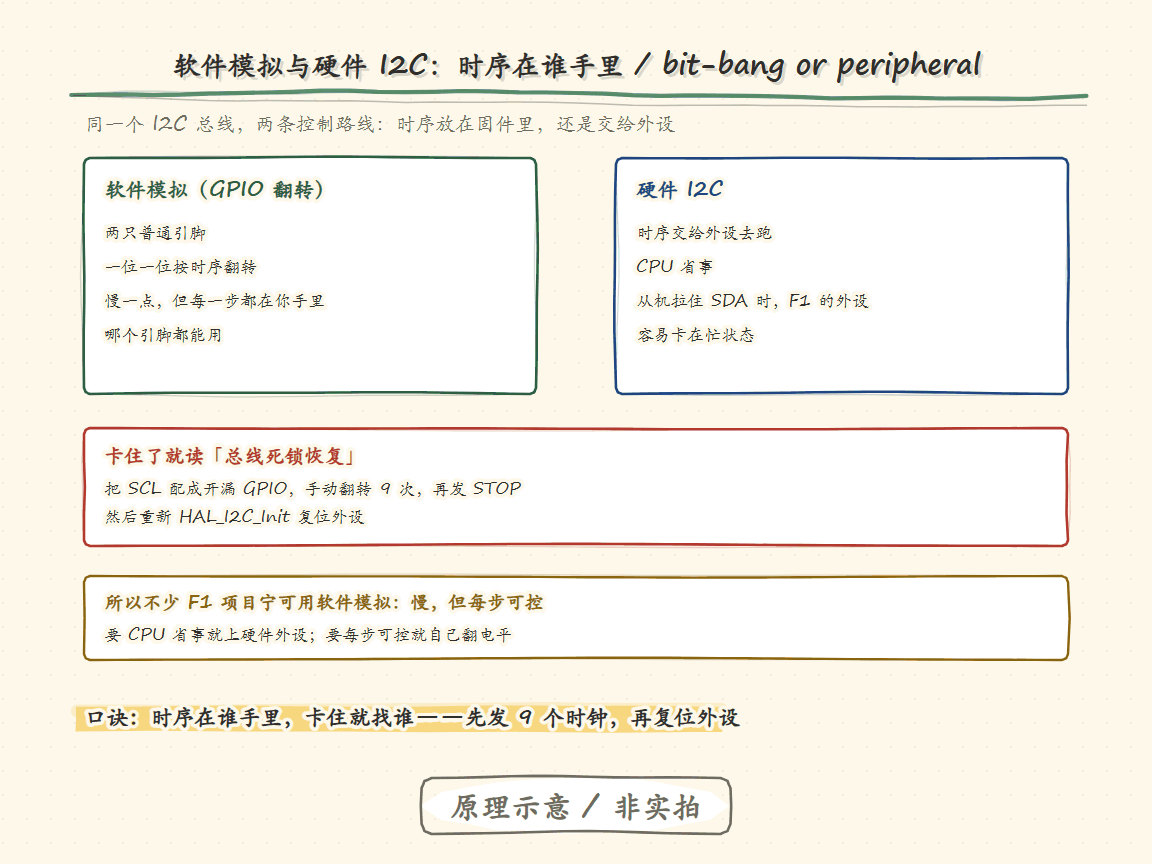 软件模拟与硬件 I2C：时序在谁手里 / bit-bang or peripheral
同一个 I2C 总线，两条控制路线：时序放在固件里，还是交给外设
软件模拟（GPIO 翻转）
两只普通引脚
一位一位按时序翻转
慢一点，但每一步都在你手里
哪个引脚都能用
硬件 I2C
时序交给外设去跑
CPU 省事
从机拉住 SDA 时，F1 的外设
容易卡在忙状态
卡住了就读「总线死锁恢复」
把 SCL 配成开漏 GPIO，手动翻转 9 次，再发 STOP
然后重新 HAL_I2C_Init 复位外设
所以不少 F1 项目宁可用软件模拟：慢，但每步可控
要 CPU 省事就上硬件外设；要每步可控就自己翻电平
口诀：时序在谁手里，卡住就找谁——先发 9 个时钟，再复位外设
原理示意 / 非实拍